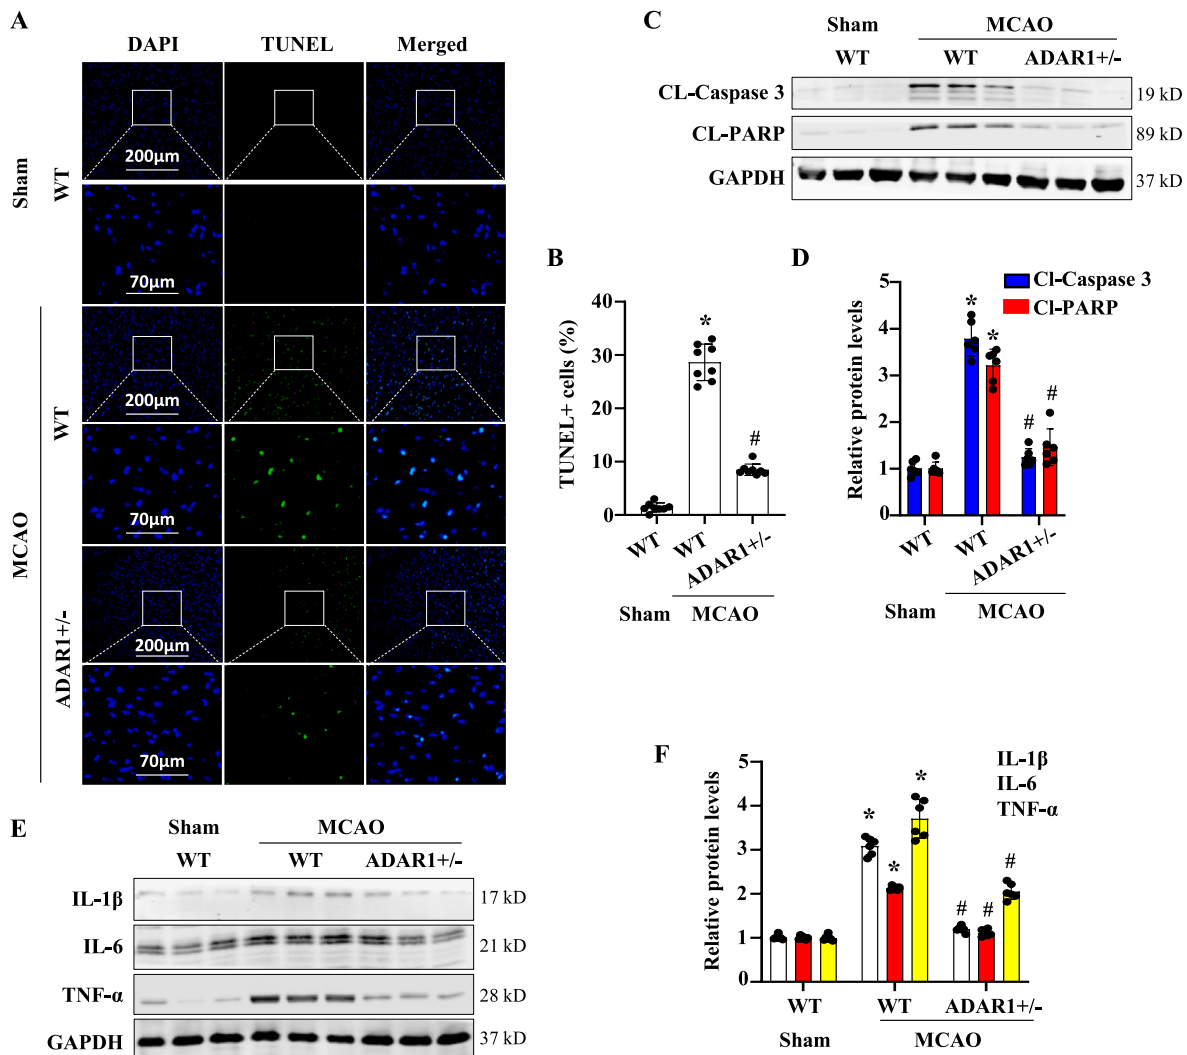 A
DAPI TUNEL Merged
Sham
WT
200μm
70μm
MCAO
WT
200μm
70μm
ADAR1+/-
200μm
70μm
C
Sham MCAO
WT WT ADAR1+/-
CL-Caspase 3 19 kD
CL-PARP 89 kD
GAPDH 37 kD
B
TUNEL+ cells (%)
40
30
20
10
0
*
#
WT WT ADAR1+/-
Sham MCAO
D
Relative protein levels
5
4
3
2
1
0
Cl-Caspase 3
Cl-PARP
* *
# #
WT WT ADAR1+/-
Sham MCAO
E
Sham MCAO
WT WT ADAR1+/-
IL-1β 17 kD
IL-6 21 kD
TNF-α 28 kD
GAPDH 37 kD
F
Relative protein levels
5
4
3
2
1
0
IL-1β
IL-6
TNF-α
* * *
# # #
WT WT ADAR1+/-
Sham MCAO